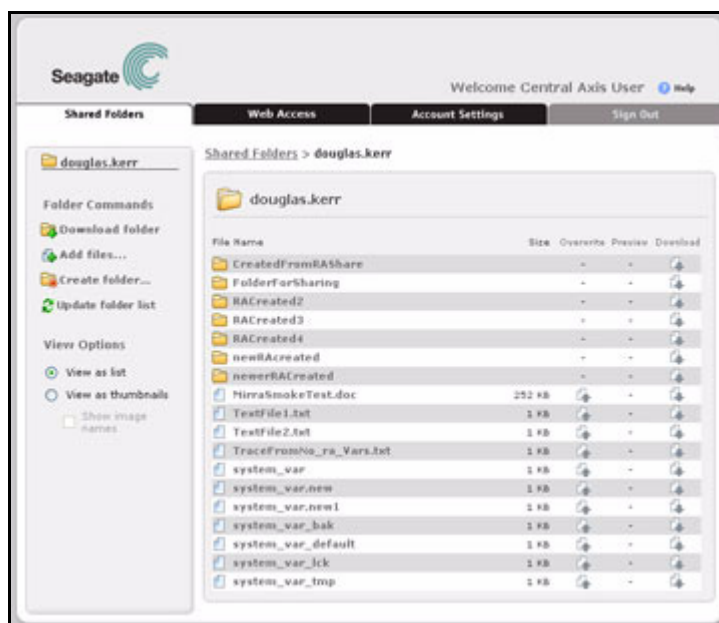 Seagate
Welcome Central Axis User Help
Shared Folders Web Access Account Settings Sign Out
douglas.kerr
Folder Commands
Download folder
Add files...
Create folder...
Update folder list
View Options
View as list
View as thumbnails
Show image
names
Shared Folders > douglas.kerr
douglas.kerr
File Name Size Overwrite Preview Download
CreatedFromRAShare - -
FolderForSharing - -
RACreated2 - -
RACreated3 - -
RACreated4 - -
newRAcreated - -
newerRACreated - -
MirraSmokeTest.doc 252 KB -
TextFile1.txt 1 KB -
TextFile2.txt 1 KB -
TraceFromNo_ra_Vars.txt 1 KB -
system_var 1 KB -
system_var.new 1 KB -
system_var.new1 1 KB -
system_var_bak 1 KB -
system_var_default 1 KB -
system_var_lck 1 KB -
system_var_tmp 1 KB -